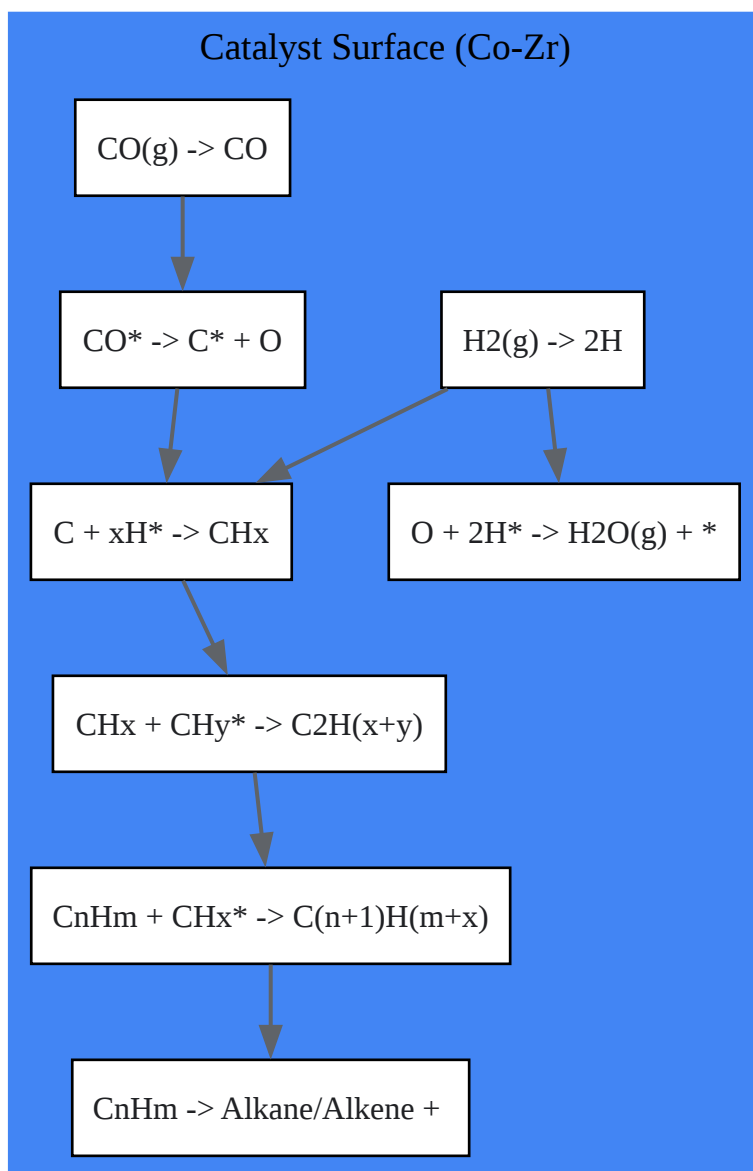 Catalyst Surface (Co-Zr)
CO(g) -> CO
CO* -> C* + O
H2(g) -> 2H
C + xH* -> CHx
O + 2H* -> H2O(g) + *
CHx + CHy* -> C2H(x+y)
CnHm + CHx* -> C(n+1)H(m+x)
CnHm -> Alkane/Alkene +